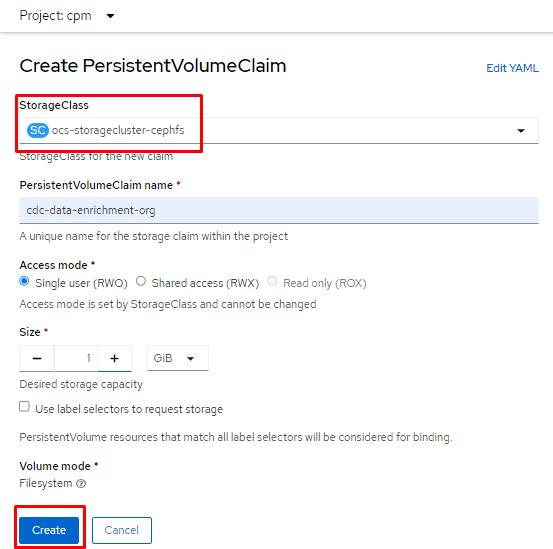 Project: cpm
Create PersistentVolumeClaim
Edit YAML
StorageClass
SC ocs-storagecluster-cephfs
StorageClass for the new claim
PersistentVolumeClaim name *
cdc-data-enrichment-org
A unique name for the storage claim within the project
Access mode *
Single user (RWO) Shared access (RWX) Read only (ROX)
Access mode is set by StorageClass and cannot be changed
Size *
1 GiB
Desired storage capacity
Use label selectors to request storage
PersistentVolume resources that match all label selectors will be considered for binding.
Volume mode *
Filesystem
Create Cancel